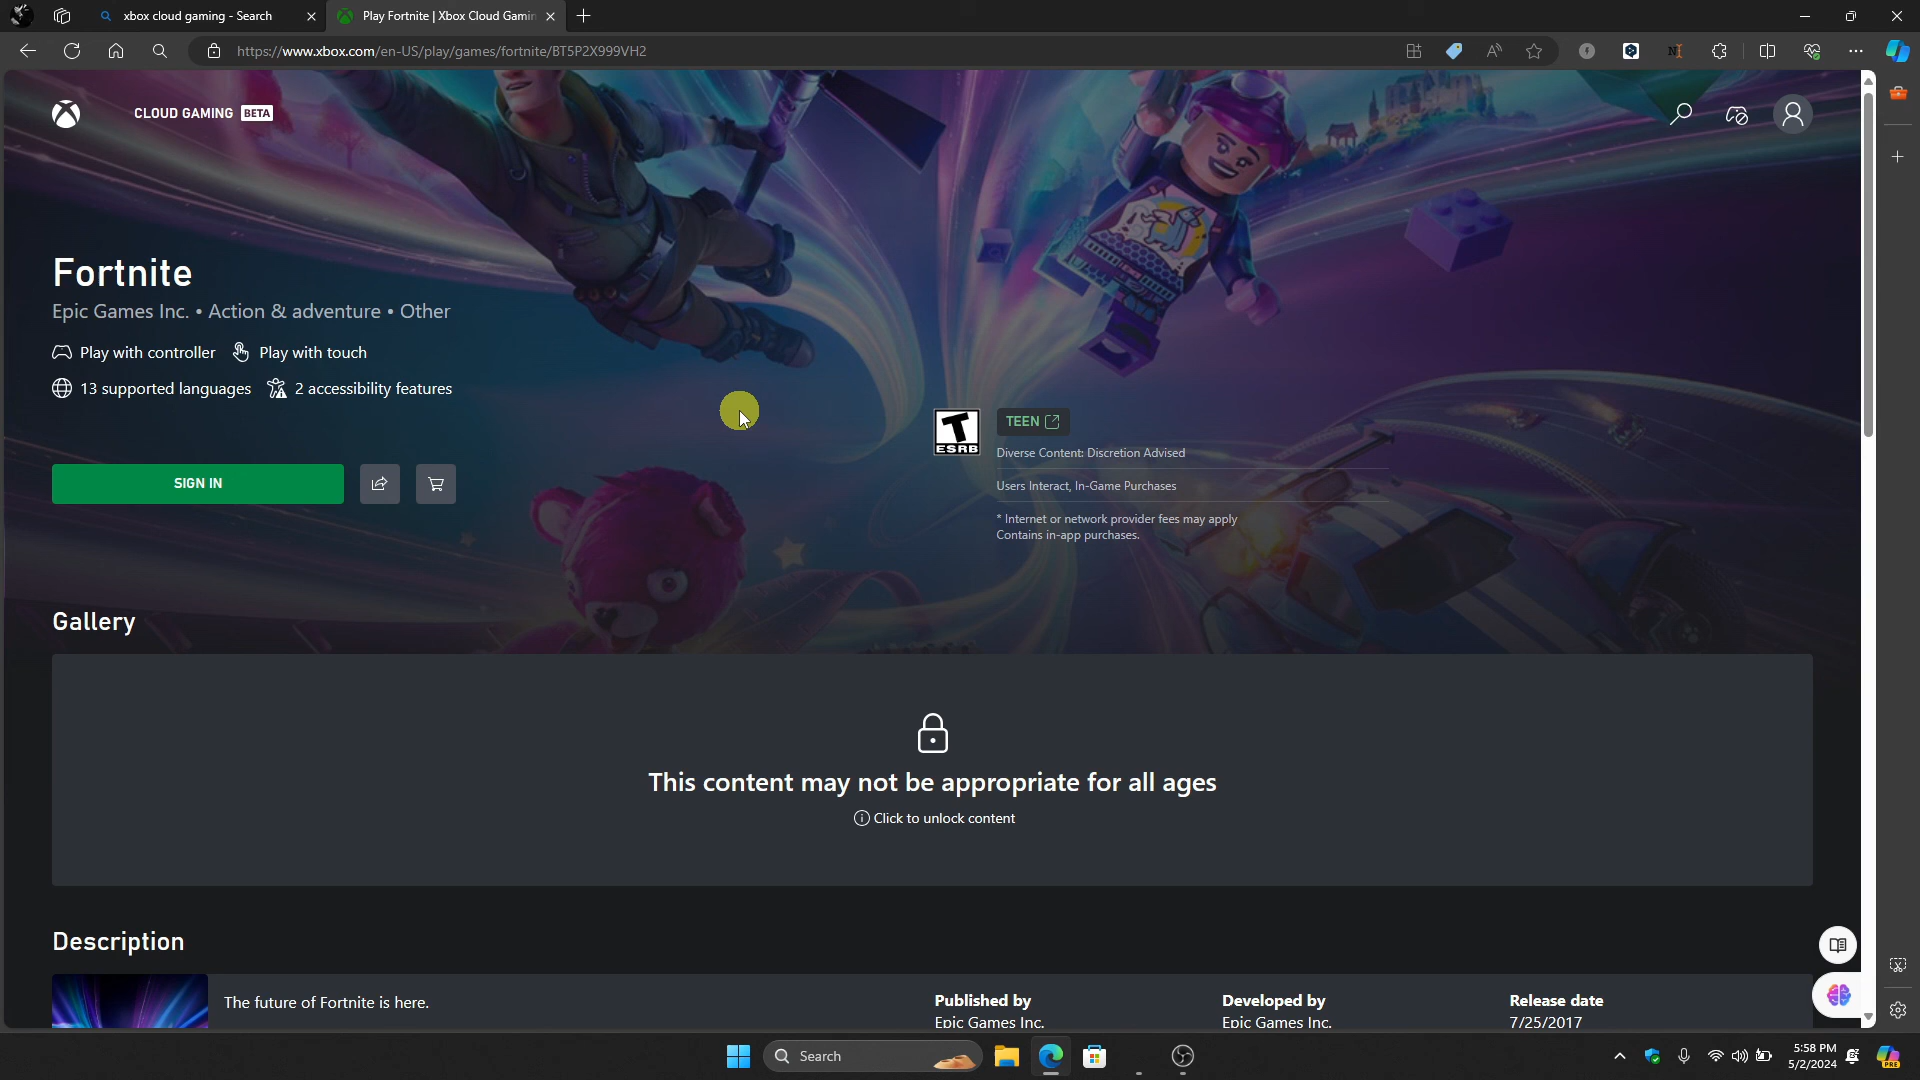 xbox cloud gaming - Search
Play Fortnite | Xbox Cloud Gamin
https://www.xbox.com/en-US/play/games/fortnite/BT5P2X999VH2
CLOUD GAMING BETA
Fortnite
Epic Games Inc. • Action & adventure • Other
Play with controller Play with touch
13 supported languages 2 accessibility features
T
ESRB
TEEN
Diverse Content: Discretion Advised
Users Interact, In-Game Purchases
* Internet or network provider fees may apply
Contains in-app purchases.
SIGN IN
Gallery
This content may not be appropriate for all ages
Click to unlock content
Description
The future of Fortnite is here.
Published by
Epic Games Inc.
Developed by
Epic Games Inc.
Release date
7/25/2017
Search
5:58 PM
5/2/2024
PRE